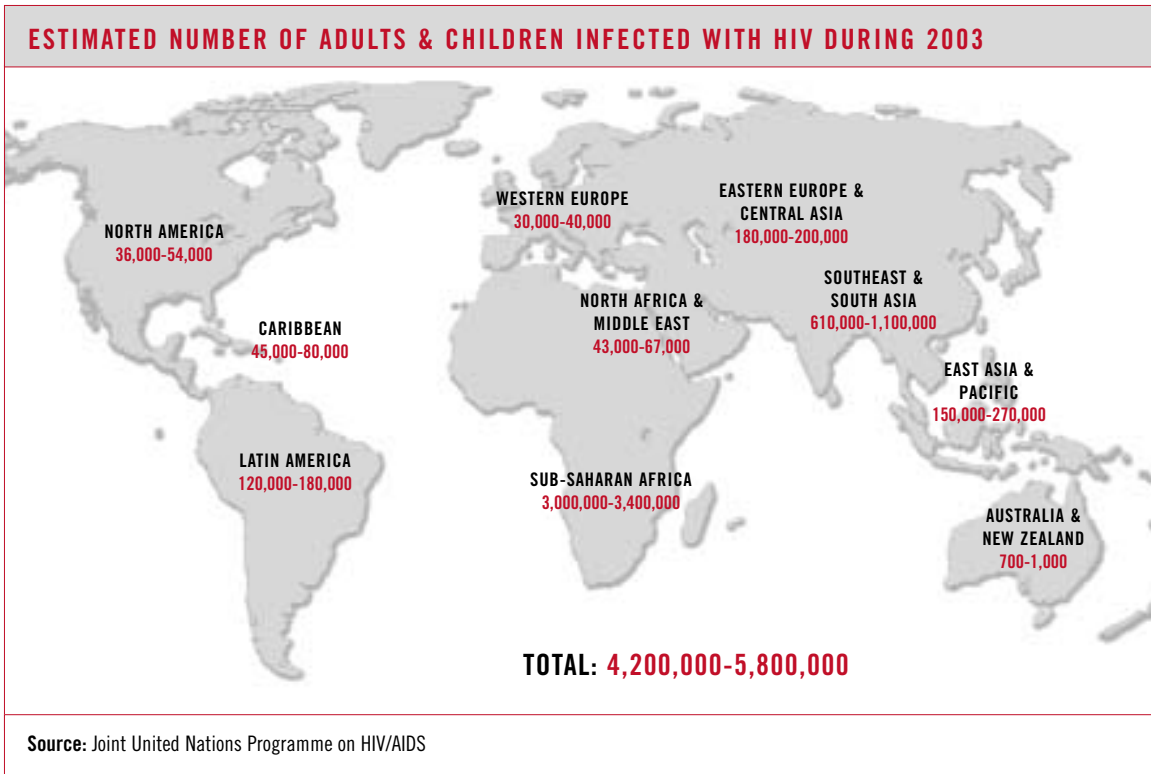 ESTIMATED NUMBER OF ADULTS & CHILDREN INFECTED WITH HIV DURING 2003
NORTH AMERICA
36,000-54,000
WESTERN EUROPE
30,000-40,000
EASTERN EUROPE &
CENTRAL ASIA
180,000-200,000
CARIBBEAN
45,000-80,000
NORTH AFRICA &
MIDDLE EAST
43,000-67,000
SOUTHEAST &
SOUTH ASIA
610,000-1,100,000
EAST ASIA &
PACIFIC
150,000-270,000
LATIN AMERICA
120,000-180,000
SUB-SAHARAN AFRICA
3,000,000-3,400,000
AUSTRALIA &
NEW ZEALAND
700-1,000
TOTAL: 4,200,000-5,800,000
Source: Joint United Nations Programme on HIV/AIDS